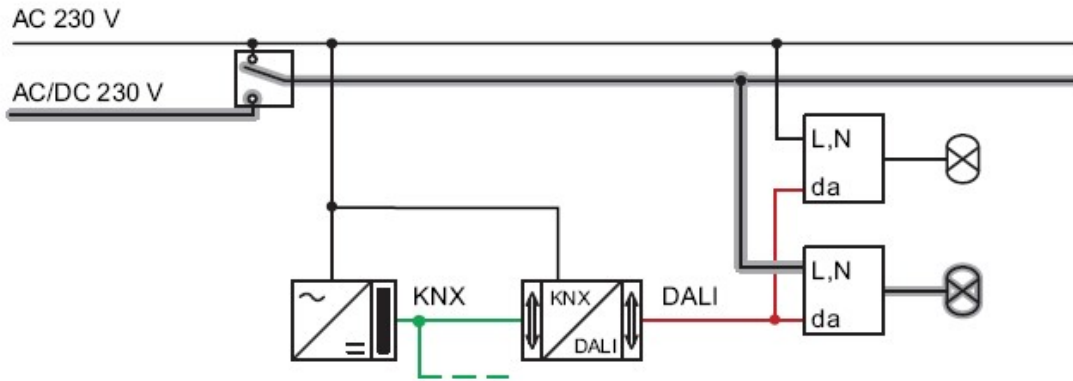 AC 230 V
AC/DC 230 V
L,N
da
L,N
da
KNX
KNX
DALI
DALI